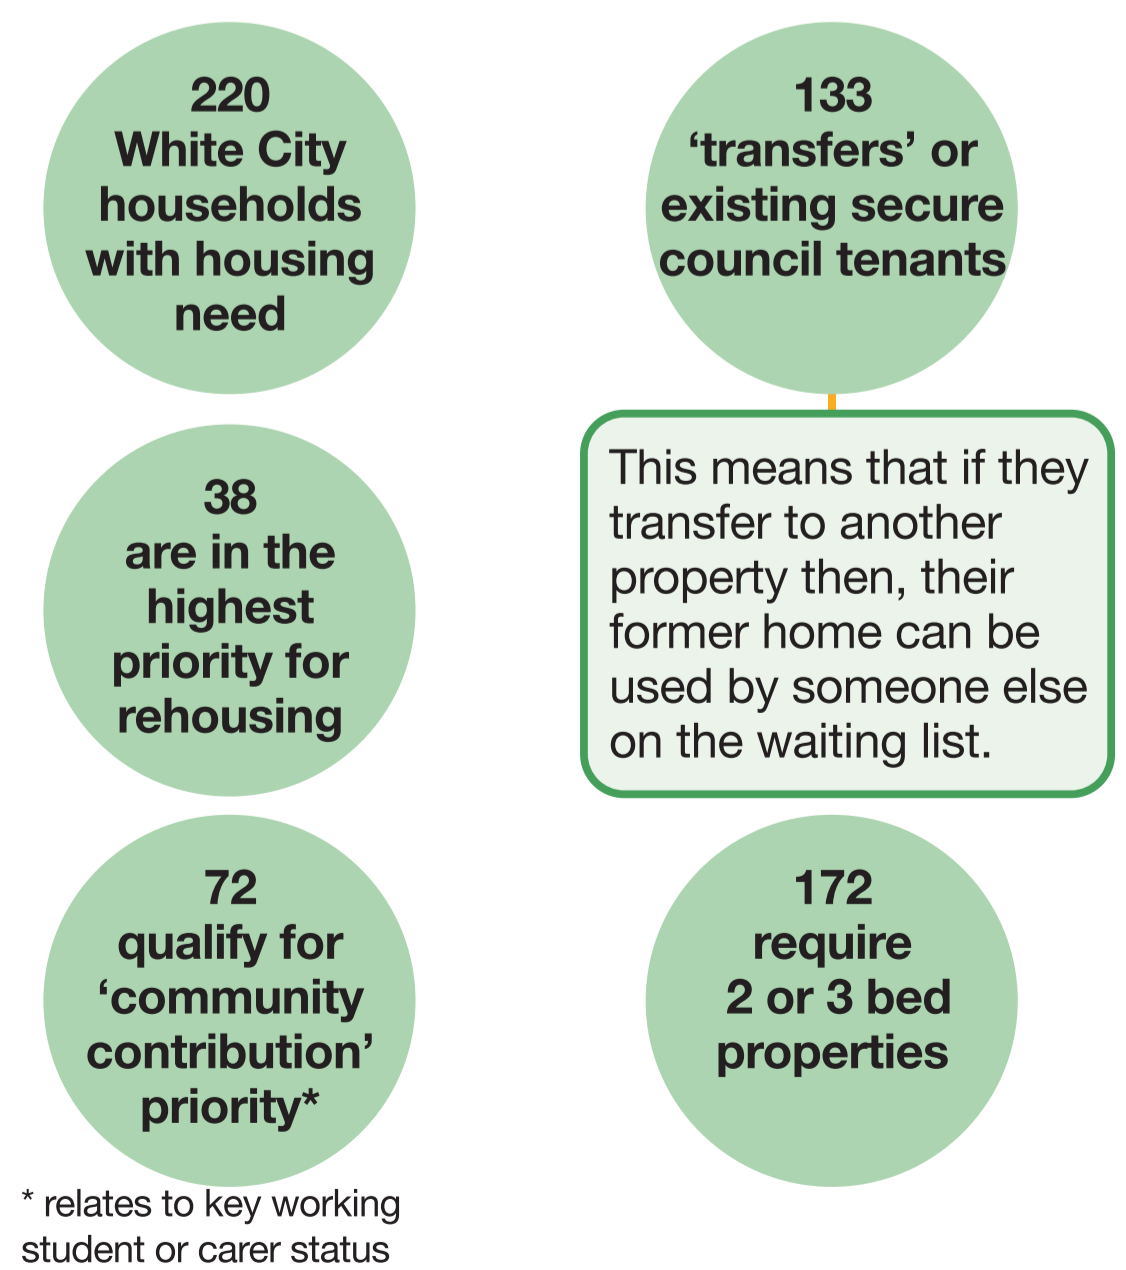 220
White City
households
with housing
need
133
‘transfers’ or
existing secure
council tenants
This means that if they
transfer to another
property then, their
former home can be
used by someone else
on the waiting list.
38
are in the
highest
priority for
rehousing
72
qualify for
‘community
contribution’
priority*
172
require
2 or 3 bed
properties
* relates to key working
student or carer status